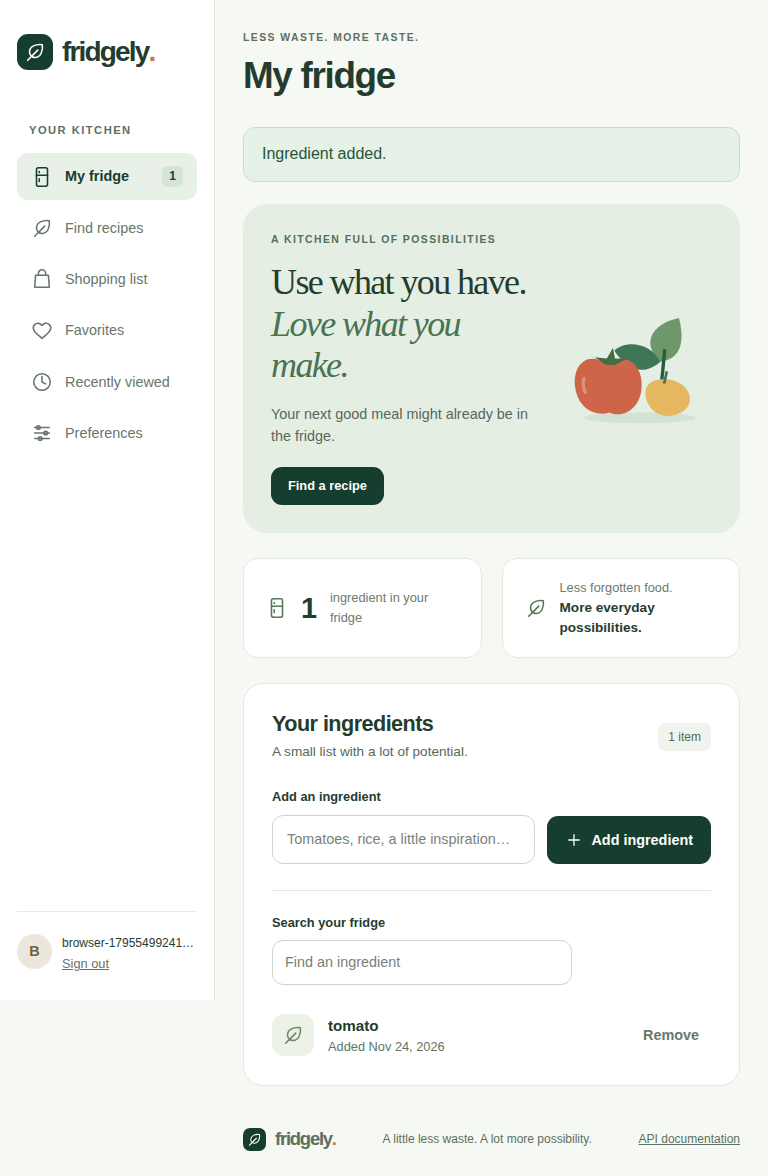 fridgely.
YOUR KITCHEN
My fridge 1
Find recipes
Shopping list
Favorites
Recently viewed
Preferences
B
browser-17955499241…
Sign out
LESS WASTE. MORE TASTE.
My fridge
Ingredient added.
A KITCHEN FULL OF POSSIBILITIES
Use what you have.
Love what you
make.
Your next good meal might already be in
the fridge.
Find a recipe
1
ingredient in your
fridge
Less forgotten food.
More everyday
possibilities.
Your ingredients
A small list with a lot of potential.
1 item
Add an ingredient
Tomatoes, rice, a little inspiration…
Add ingredient
Search your fridge
Find an ingredient
tomato
Added Nov 24, 2026
Remove
fridgely.
A little less waste. A lot more possibility.
API documentation